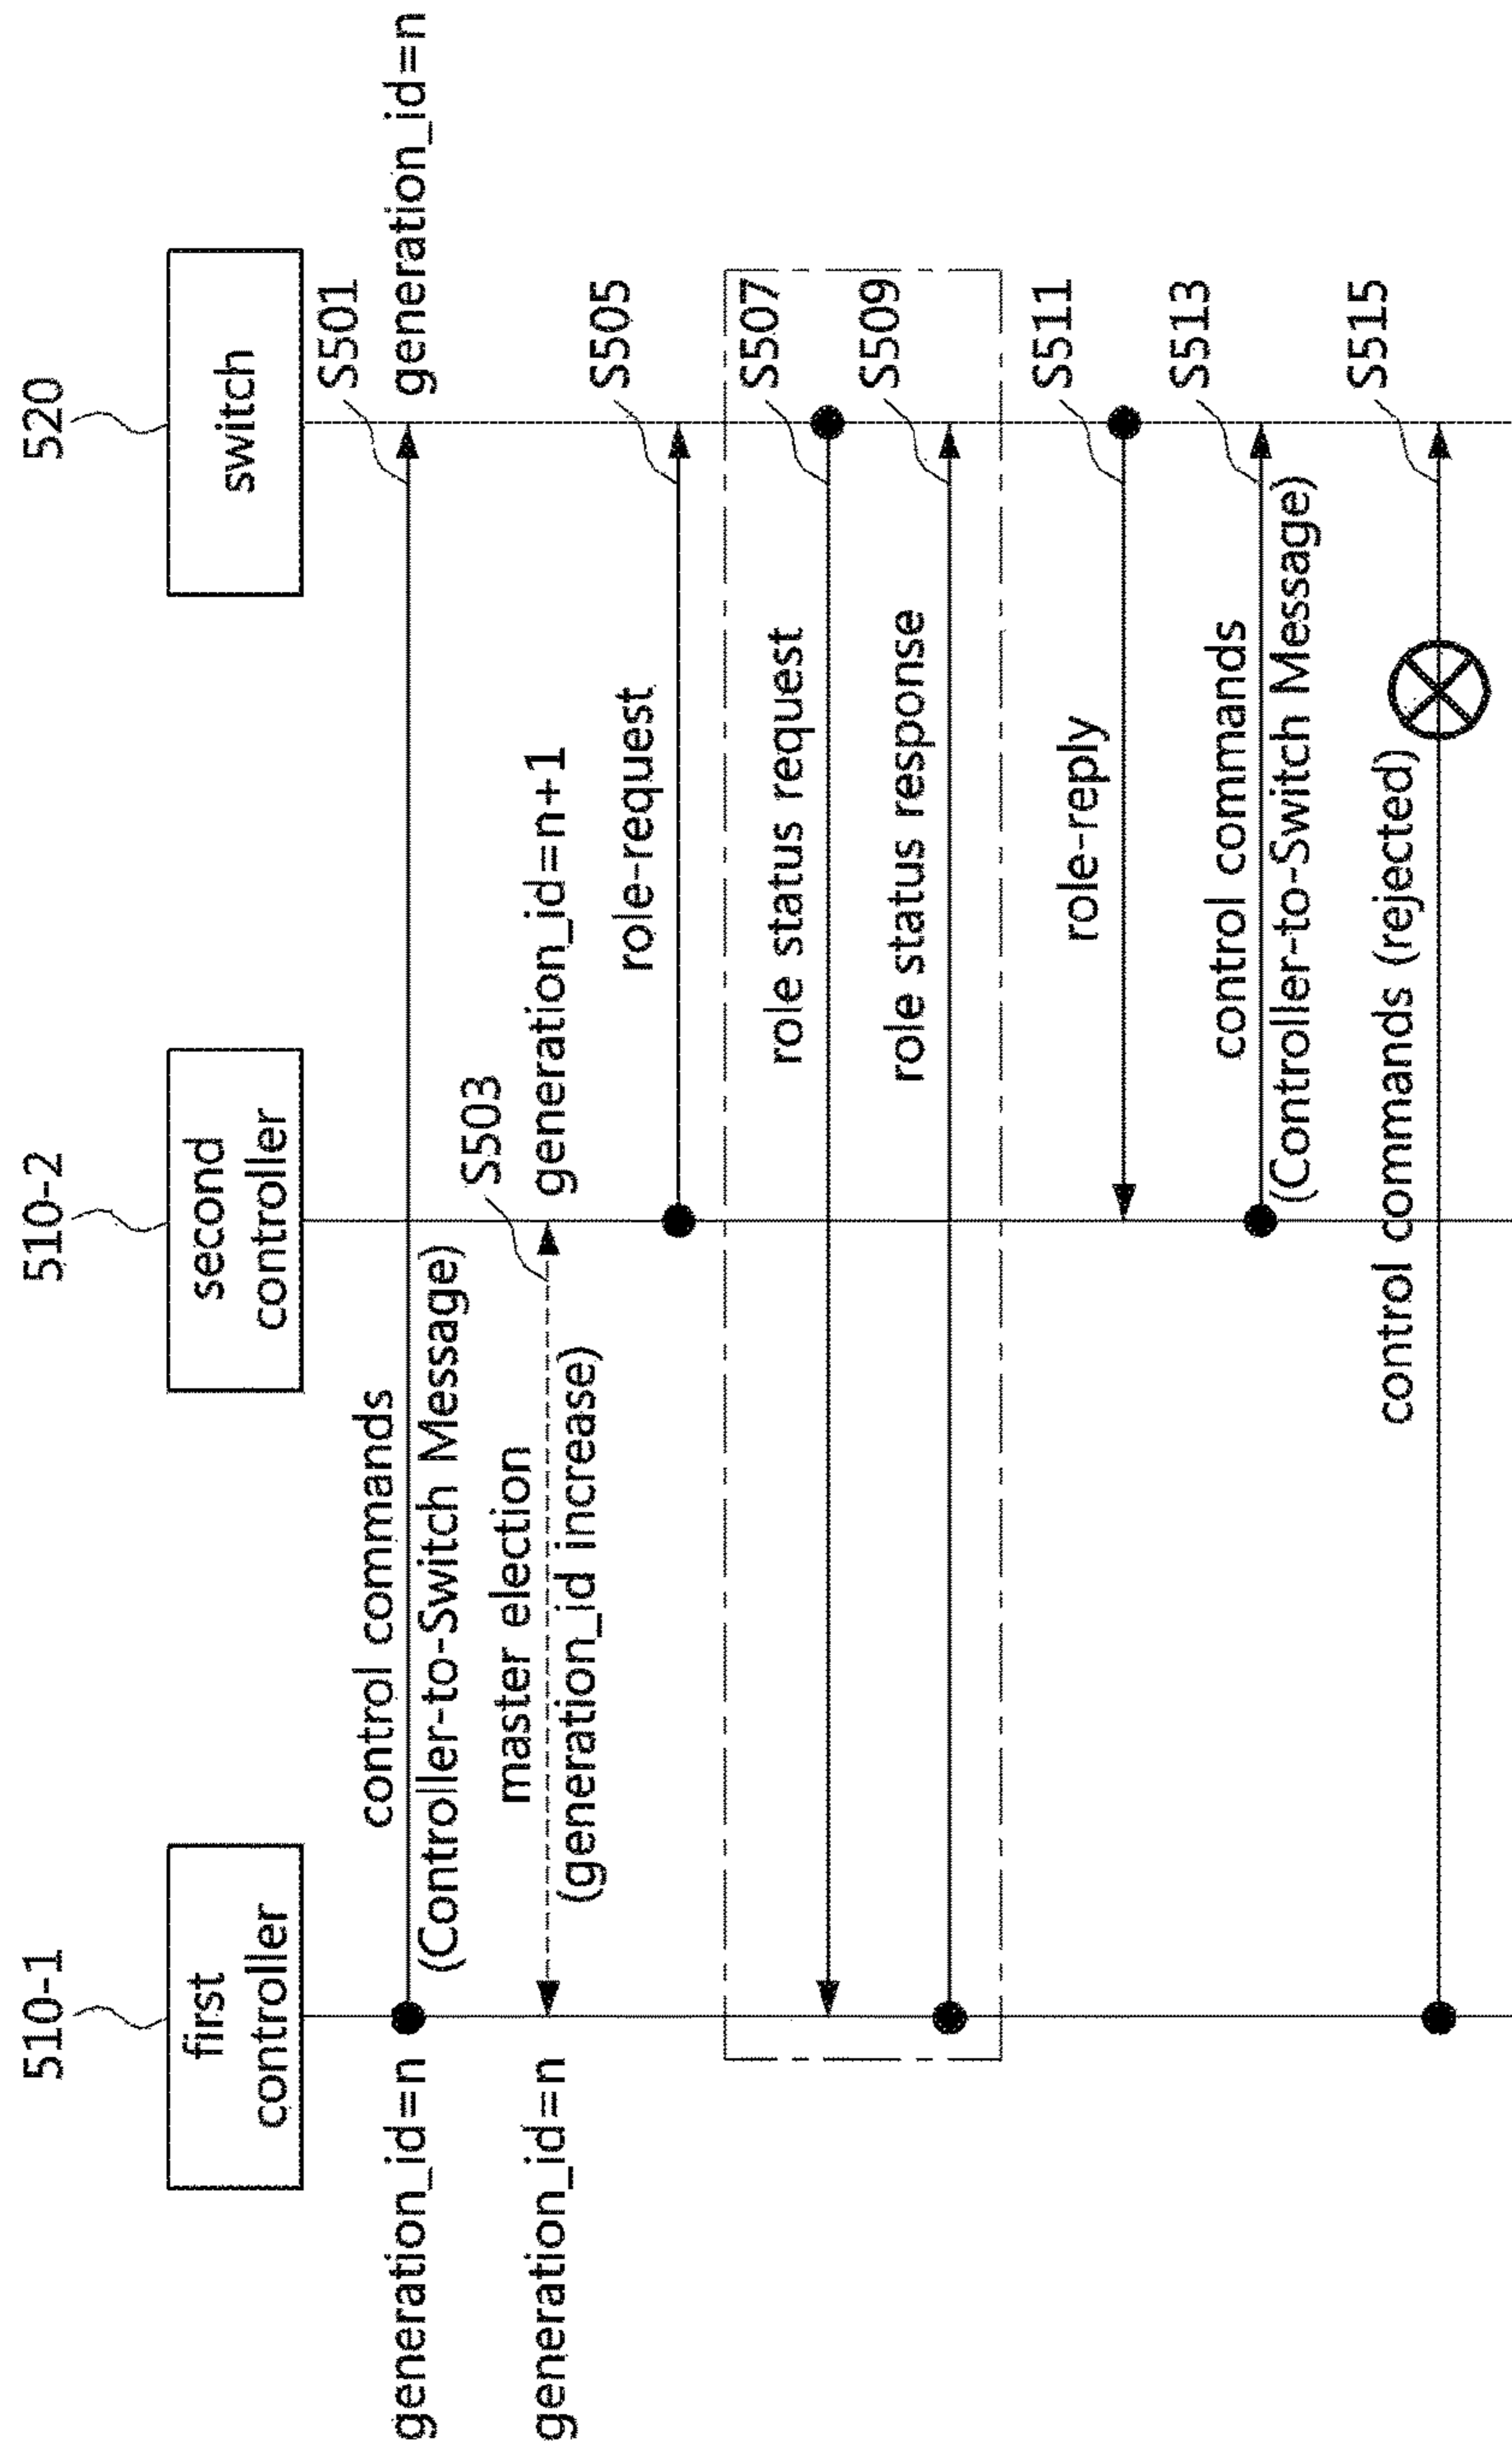 510-1
510-2
520
first
controller
second
controller
switch
S501
generation_id=n
control commands
generation_id=n
(Controller-to-Switch Message)
S503
master election
generation_id=n
generation_id=n+1
(generation_id increase)
S505
role-request
S507
role status request
S509
role status response
S511
role-reply
S513
control commands
(Controller-to-Switch Message)
S515
control commands (rejected)